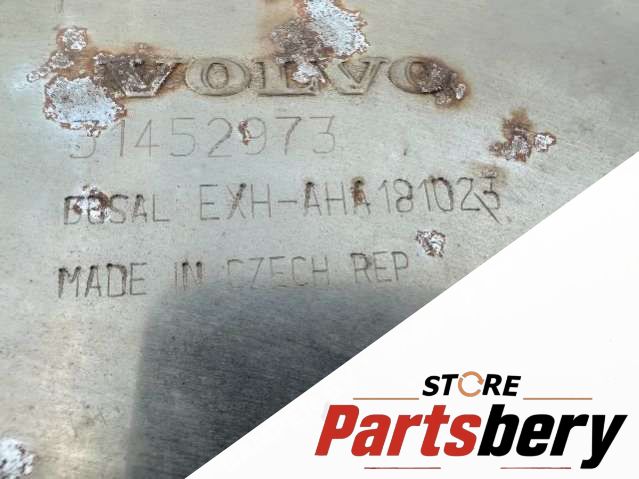 VOLVO
31452973
BOSAL EXH-AHA181023
MADE IN CZECH REP
STORE
Partsbery